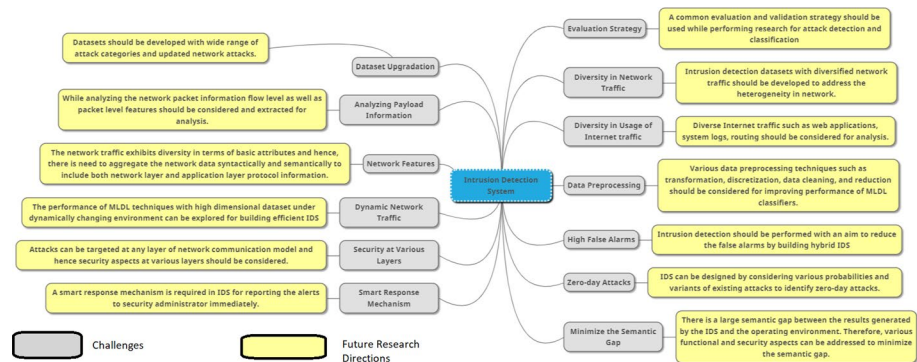 Datasets should be developed with wide range of
attack categories and updated network attacks.
Dataset Upgradation
While analyzing the network packet information flow level as well as
packet level features should be considered and extracted for
analysis.
Analyzing Payload
Information
The network traffic exhibits diversity in terms of basic attributes and hence,
there is need to aggregate the network data syntactically and semantically to
include both network layer and application layer protocol information.
Network Features
The performance of MLDL techniques with high dimensional dataset under
dynamically changing environment can be explored for building efficient IDS
Dynamic Network
Traffic
Attacks can be targeted at any layer of network communication model and
hence security aspects at various layers should be considered.
Security at Various
Layers
A smart response mechanism is required in IDS for reporting the alerts
to security administrator immediately.
Smart Response
Mechanism
Intrusion Detection
System
Evaluation Strategy
A common evaluation and validation strategy should be
used while performing research for attack detection and
classification
Diversity in Network
Traffic
Intrusion detection datasets with diversified network
traffic should be developed to address the
heterogeneity in network.
Diversity in Usage of
Internet traffic
Diverse Internet traffic such as web applications,
system logs, routing should be considered for analysis.
Data Preprocessing
Various data preprocessing techniques such as
transformation, discretization, data cleaning, and reduction
should be considered for improving performance of MLDL
classifiers.
High False Alarms
Intrusion detection should be performed with an aim to reduce
the false alarms by building hybrid IDS
Zero-day Attacks
IDS can be designed by considering various probabilities and
variants of existing attacks to identify zero-day attacks.
Minimize the Semantic
Gap
There is a large semantic gap between the results generated
by the IDS and the operating environment. Therefore, various
functional and security aspects can be addressed to minimize
the semantic gap.
Challenges
Future Research
Directions